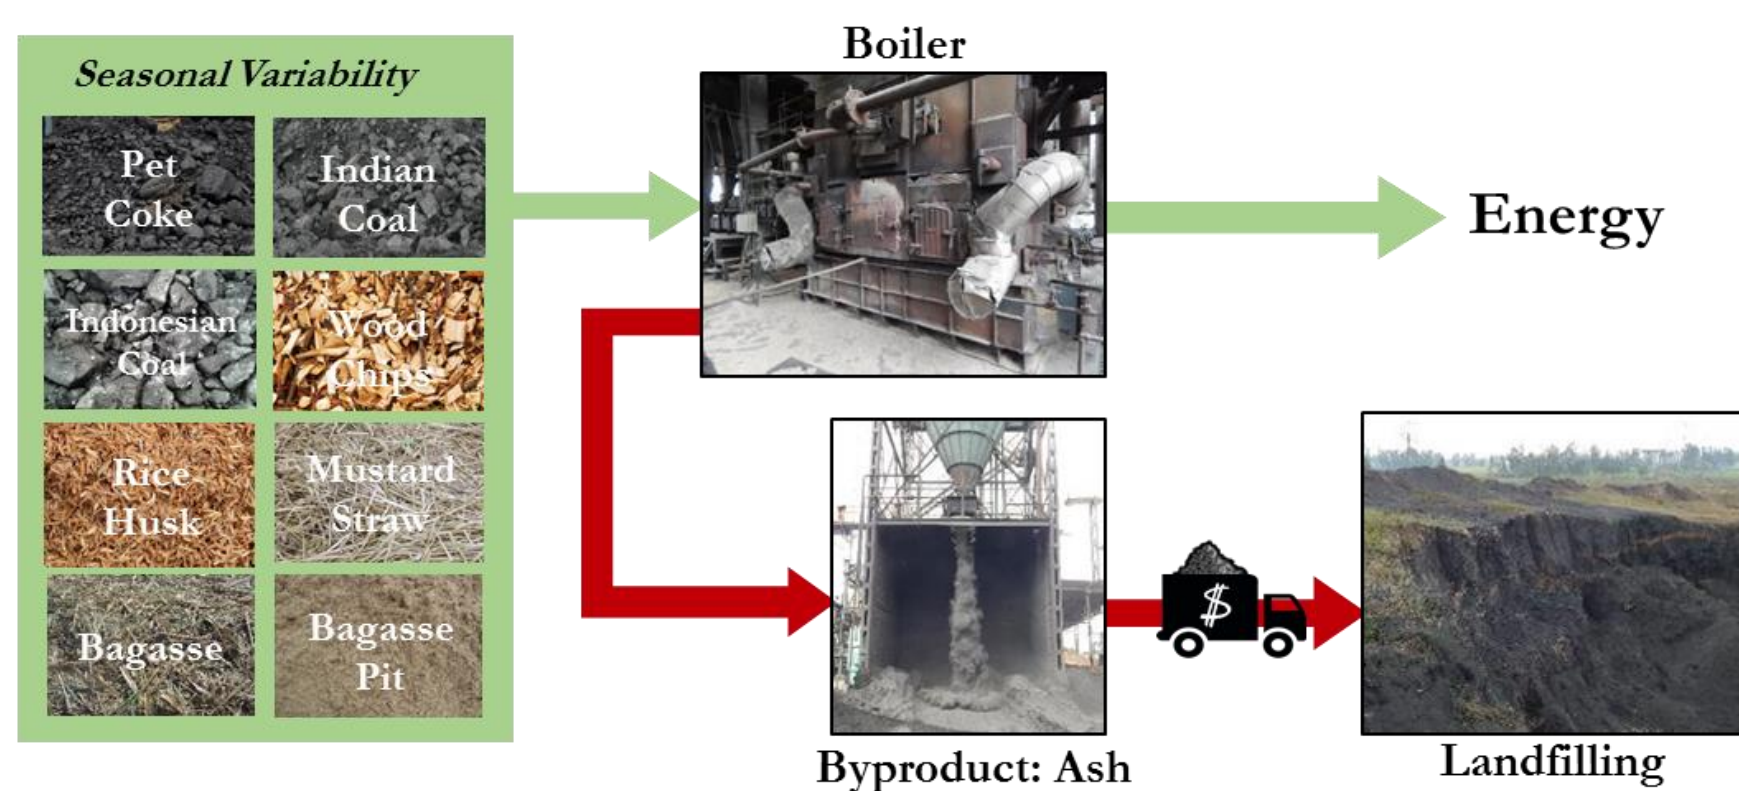 Seasonal Variability
Pet
Coke
Indian
Coal
Indonesian
Coal
Wood
Chips
Rice
Husk
Mustard
Straw
Bagasse
Bagasse
Pit
Boiler
Energy
Byproduct: Ash
$
Landfilling